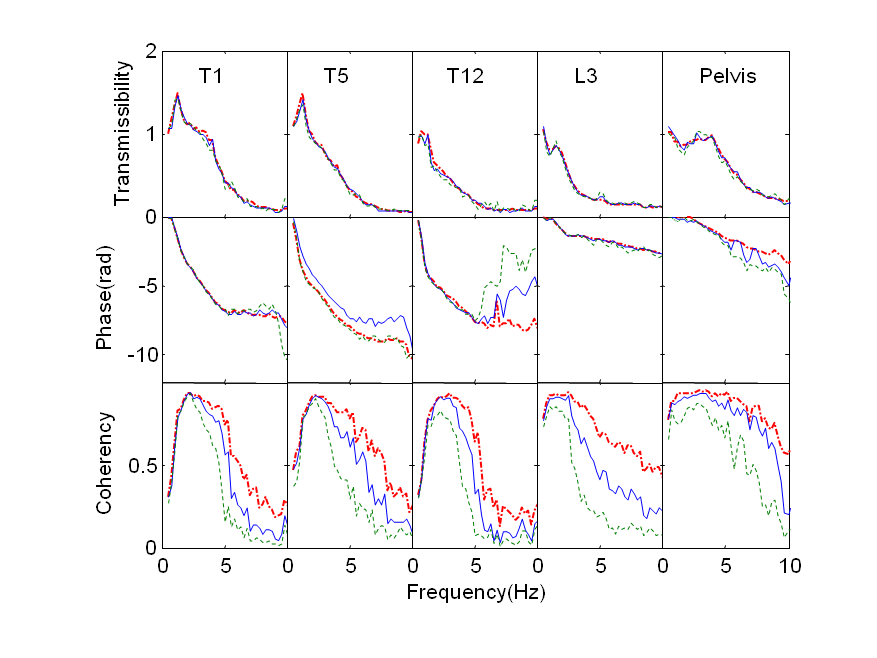 2
T1 T5 T12 L3 Pelvis
Transmissibility
1
0
0
Phase(rad)
-5
-10
Coherency
0.5
0
0 5 0 5 0 5 0 5 0 5 10
Frequency(Hz)